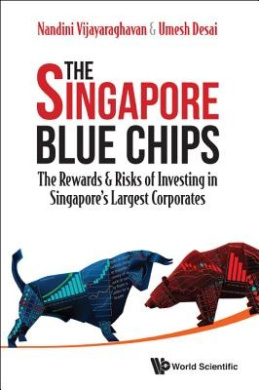 Nandini Vijayaraghavan & Umesh Desai
THE
SINGAPORE
BLUE CHIPS
The Rewards & Risks of Investing in
Singapore's Largest Corporates
World Scientific